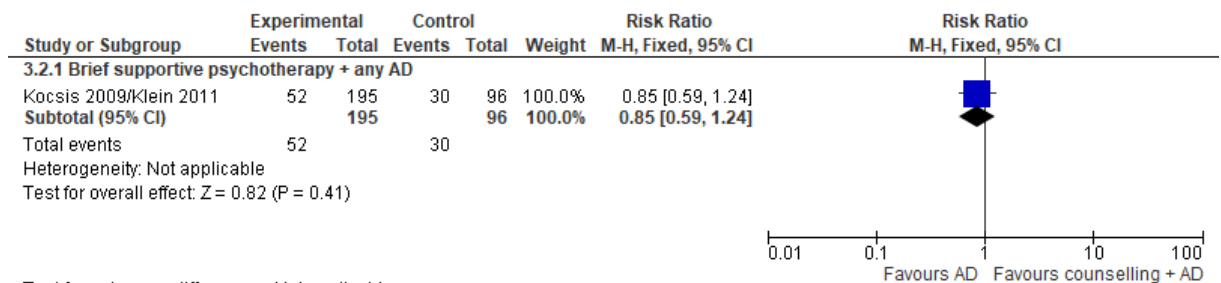 Experimental Control Risk Ratio Risk Ratio
Study or Subgroup Events Total Events Total Weight M-H, Fixed, 95% CI M-H, Fixed, 95% CI
3.2.1 Brief supportive psychotherapy + any AD
Kocsis 2009/Klein 2011 52 195 30 96 100.0% 0.85 [0.59, 1.24]
Subtotal (95% CI) 195 96 100.0% 0.85 [0.59, 1.24]
Total events 52 30
Heterogeneity: Not applicable
Test for overall effect: Z = 0.82 (P = 0.41)
0.01 0.1 1 10 100
Favours AD Favours counselling + AD